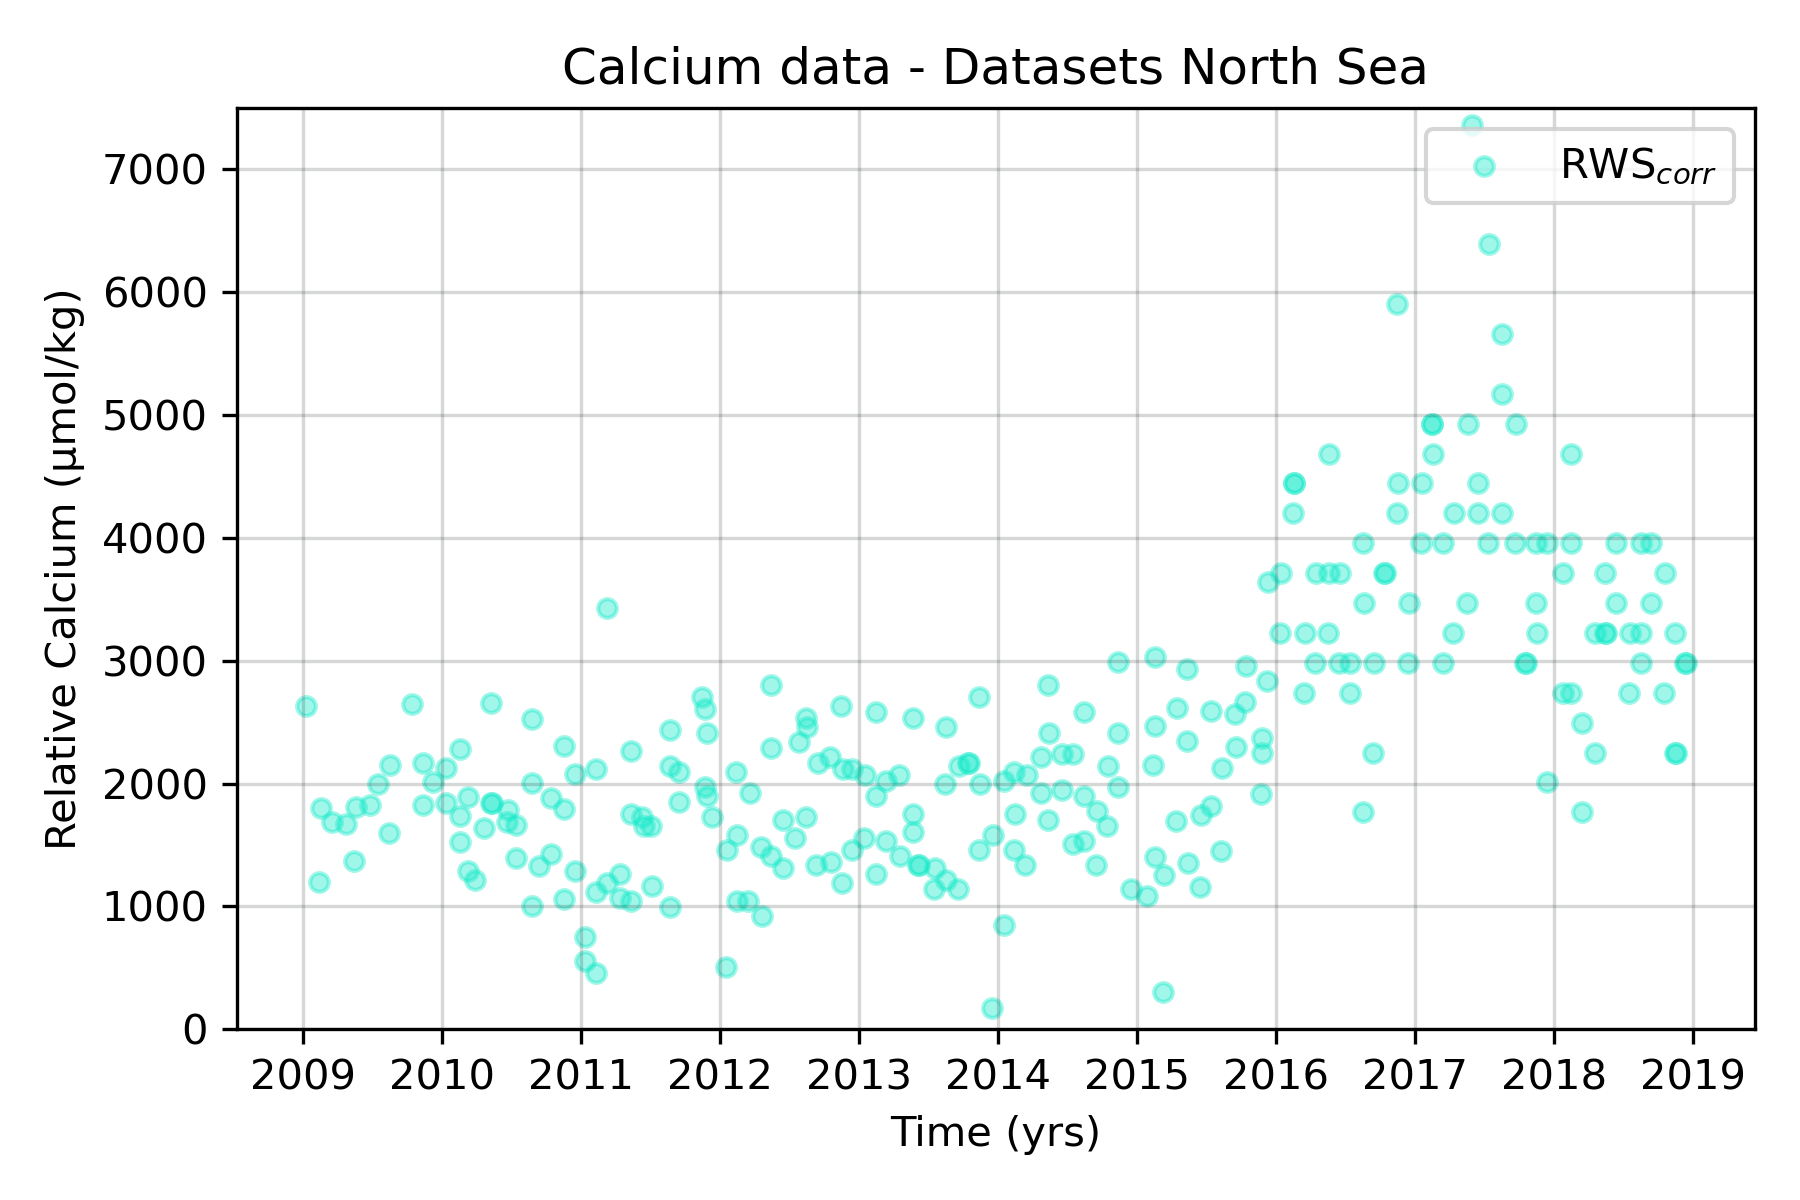 Calcium data - Datasets North Sea
RWS_corr
Relative Calcium (μmol/kg)
7000
6000
5000
4000
3000
2000
1000
0
2009 2010 2011 2012 2013 2014 2015 2016 2017 2018 2019
Time (yrs)